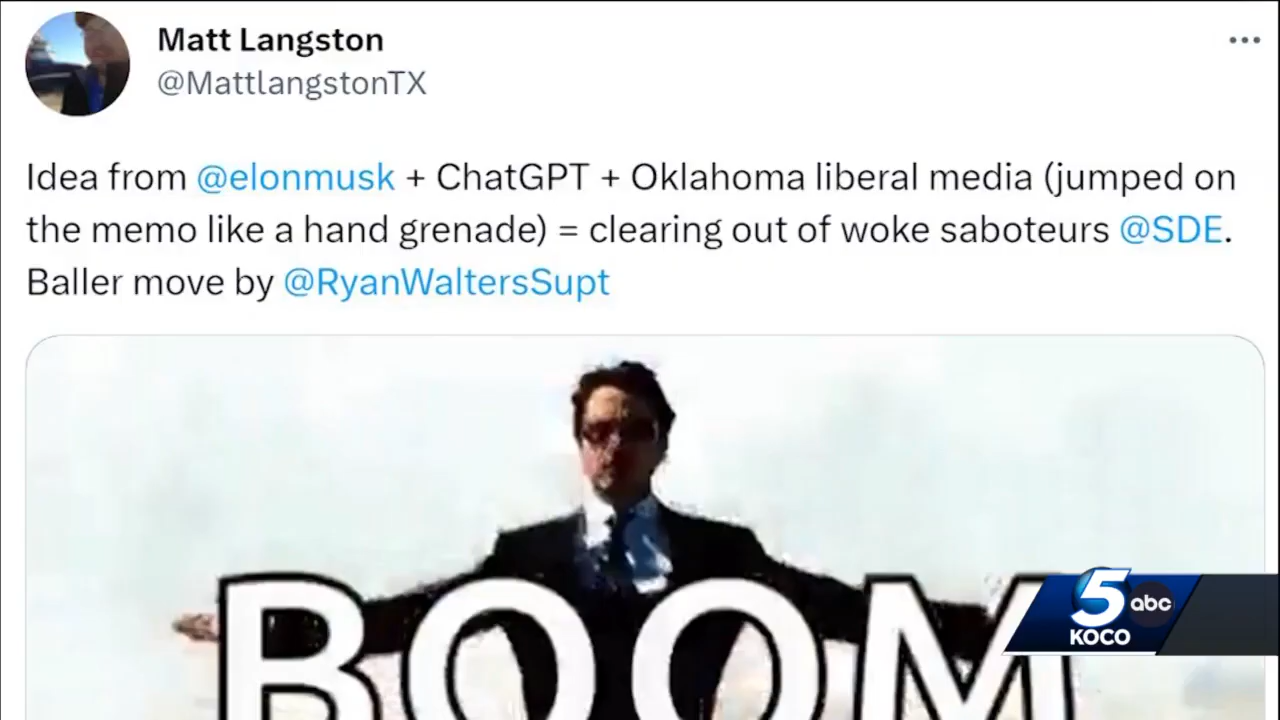 Matt Langston
@MattlangstonTX
Idea from @elonmusk + ChatGPT + Oklahoma liberal media (jumped on
the memo like a hand grenade) = clearing out of woke saboteurs @SDE.
Baller move by @RyanWaltersSupt
BOOM
5 abc
KOCO